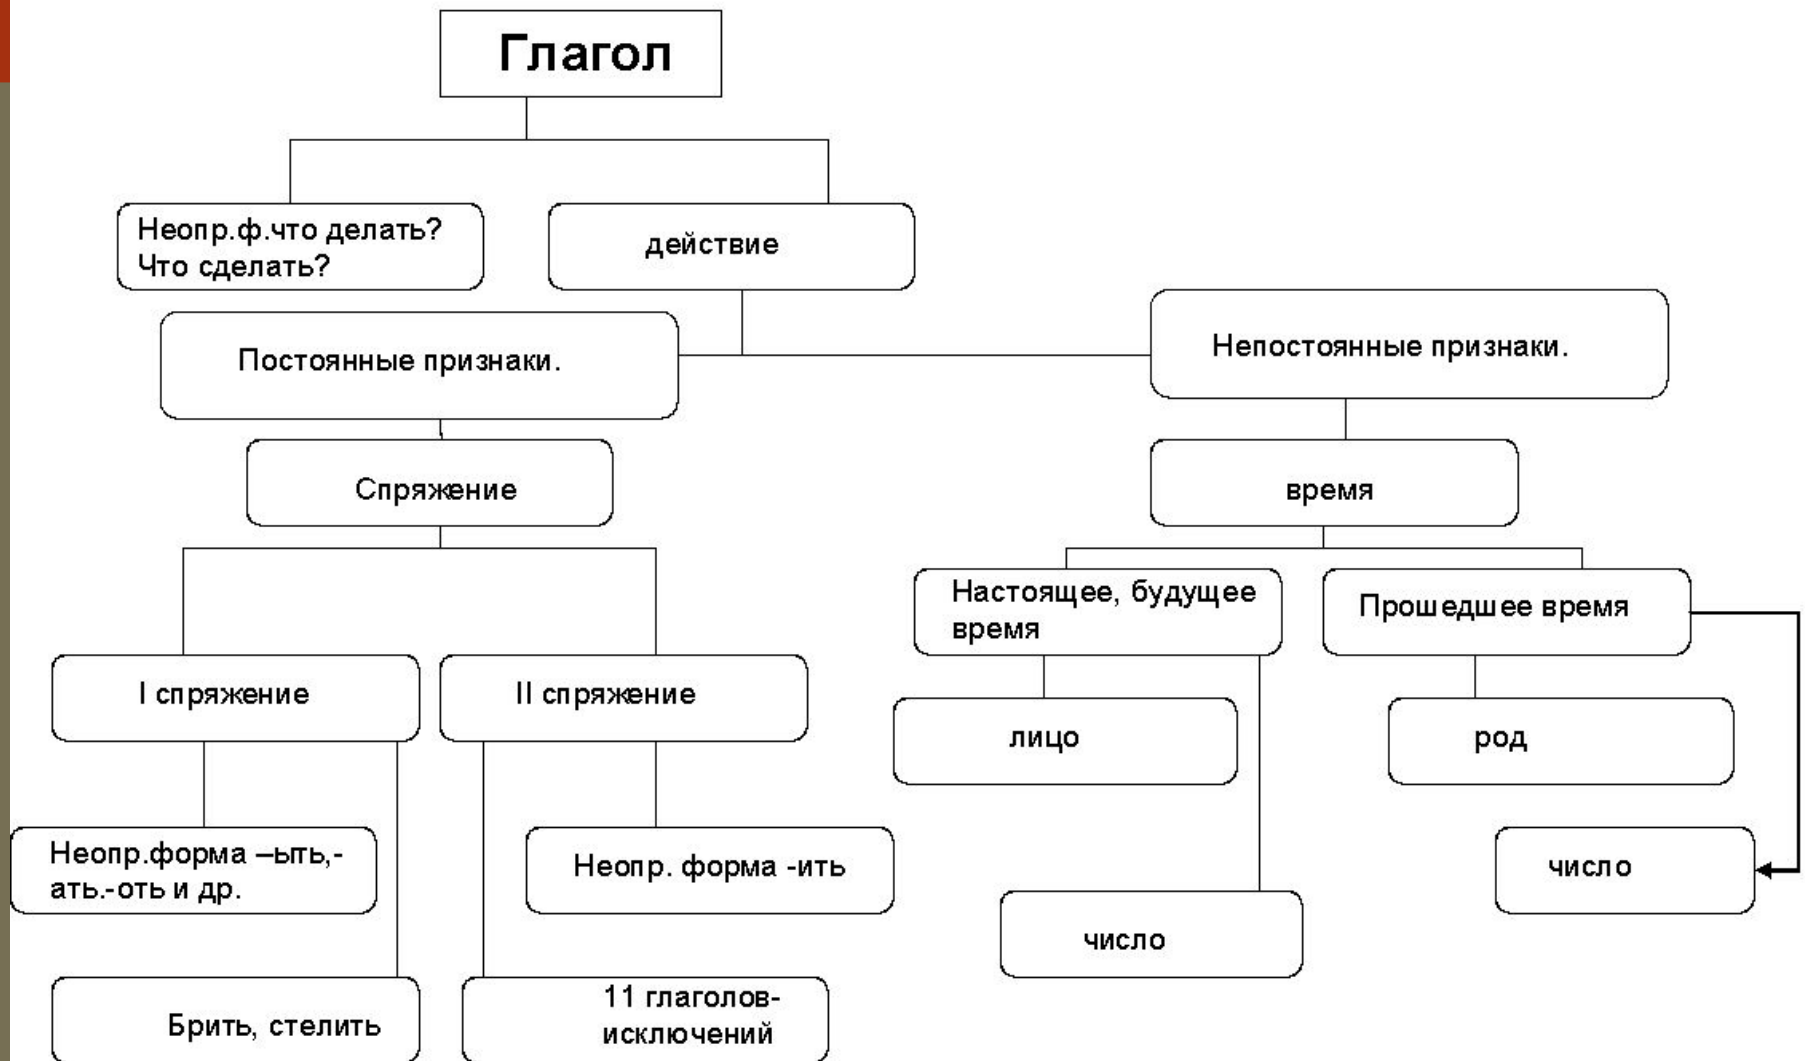 Глагол
Неопр.ф.что делать?
Что сделать?
действие
Постоянные признаки.
Непостоянные признаки.
Спряжение
время
Настоящее, будущее
время
Прошедшее время
I спряжение
II спряжение
лицо
род
Неопр.форма –ыть,-
ать.-оть и др.
Неопр. форма -ить
число
число
Брить, стелить
11 глаголов-
исключений